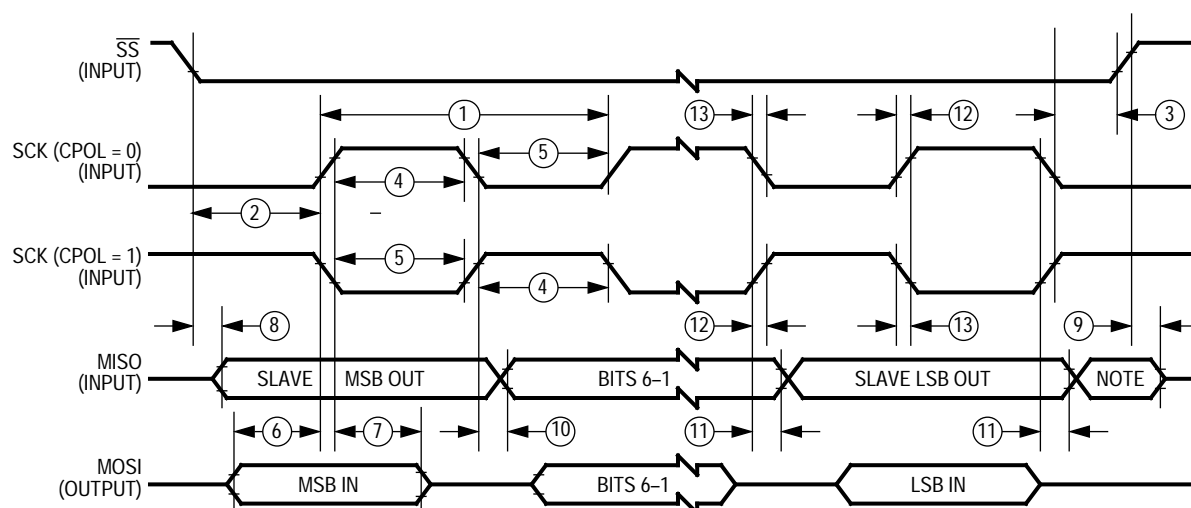 SS
(INPUT)
1
13
12
3
SCK (CPOL = 0)
(INPUT)
5
4
2
–
SCK (CPOL = 1)
(INPUT)
5
4
8
12
13
9
MISO
(INPUT)
SLAVE MSB OUT
BITS 6–1
SLAVE LSB OUT
NOTE
6
7
10
11
11
MOSI
(OUTPUT)
MSB IN
BITS 6–1
LSB IN